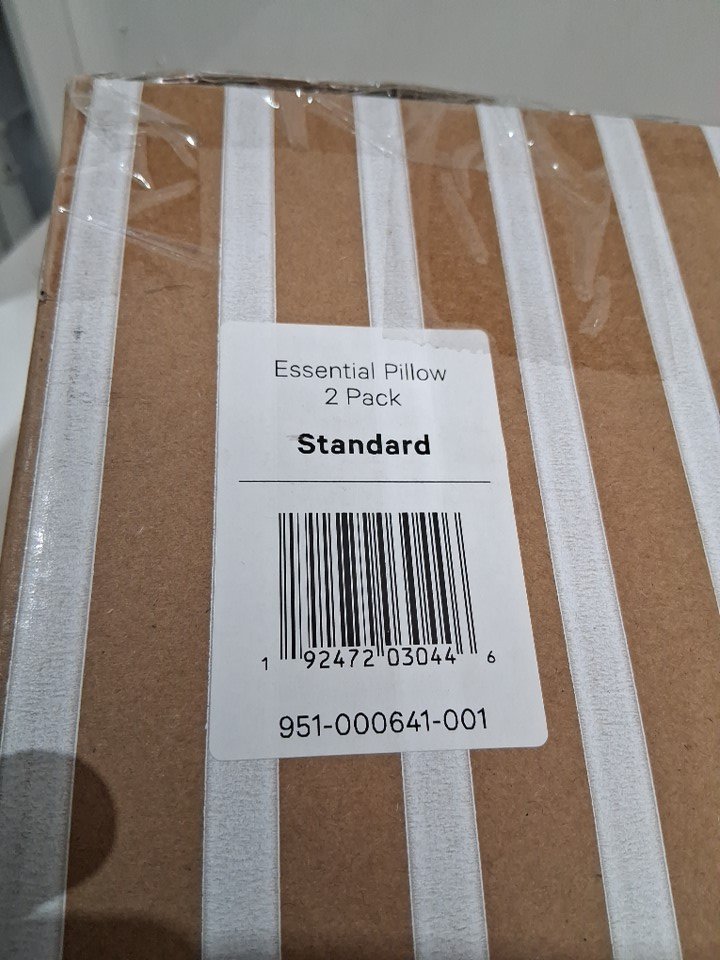 Essential Pillow
2 Pack
Standard
1 92472 03044 6
951-000641-001